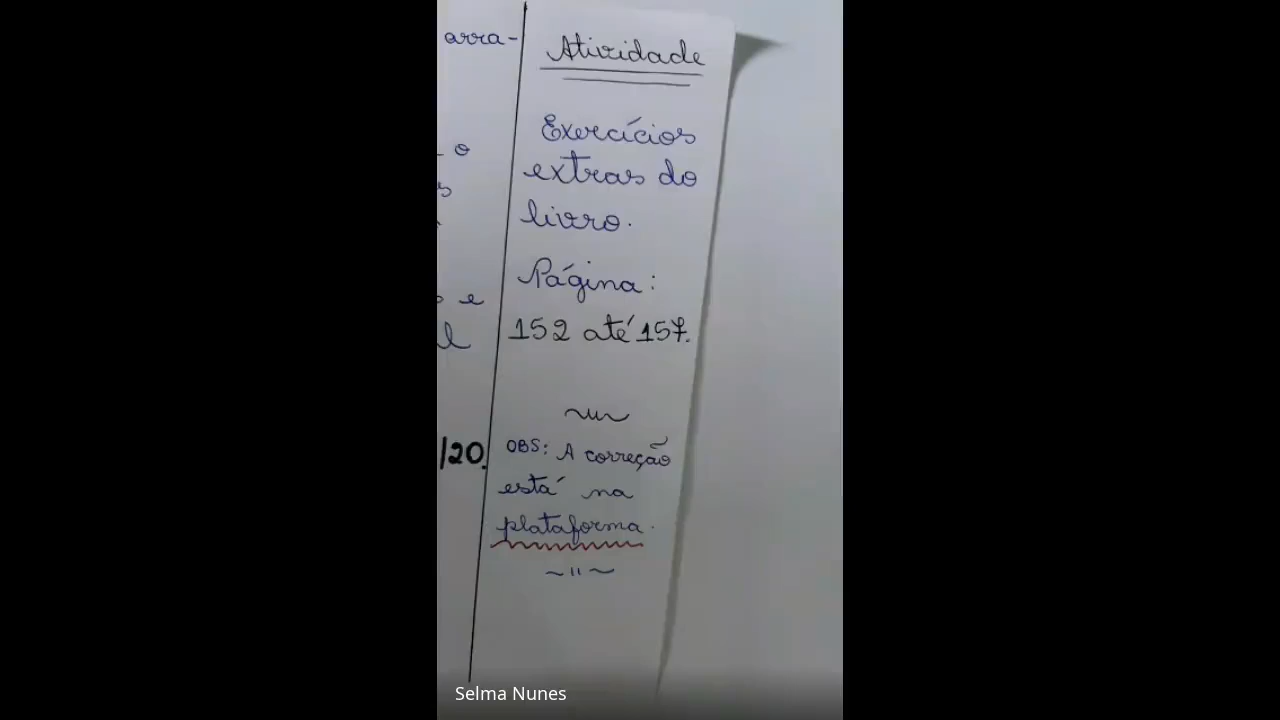 arra-
o
s
e
l
/20.
Atividade
Exercícios
extras do
livro.
Página:
152 até 157.
OBS: A correção
está na
plataforma.
Selma Nunes